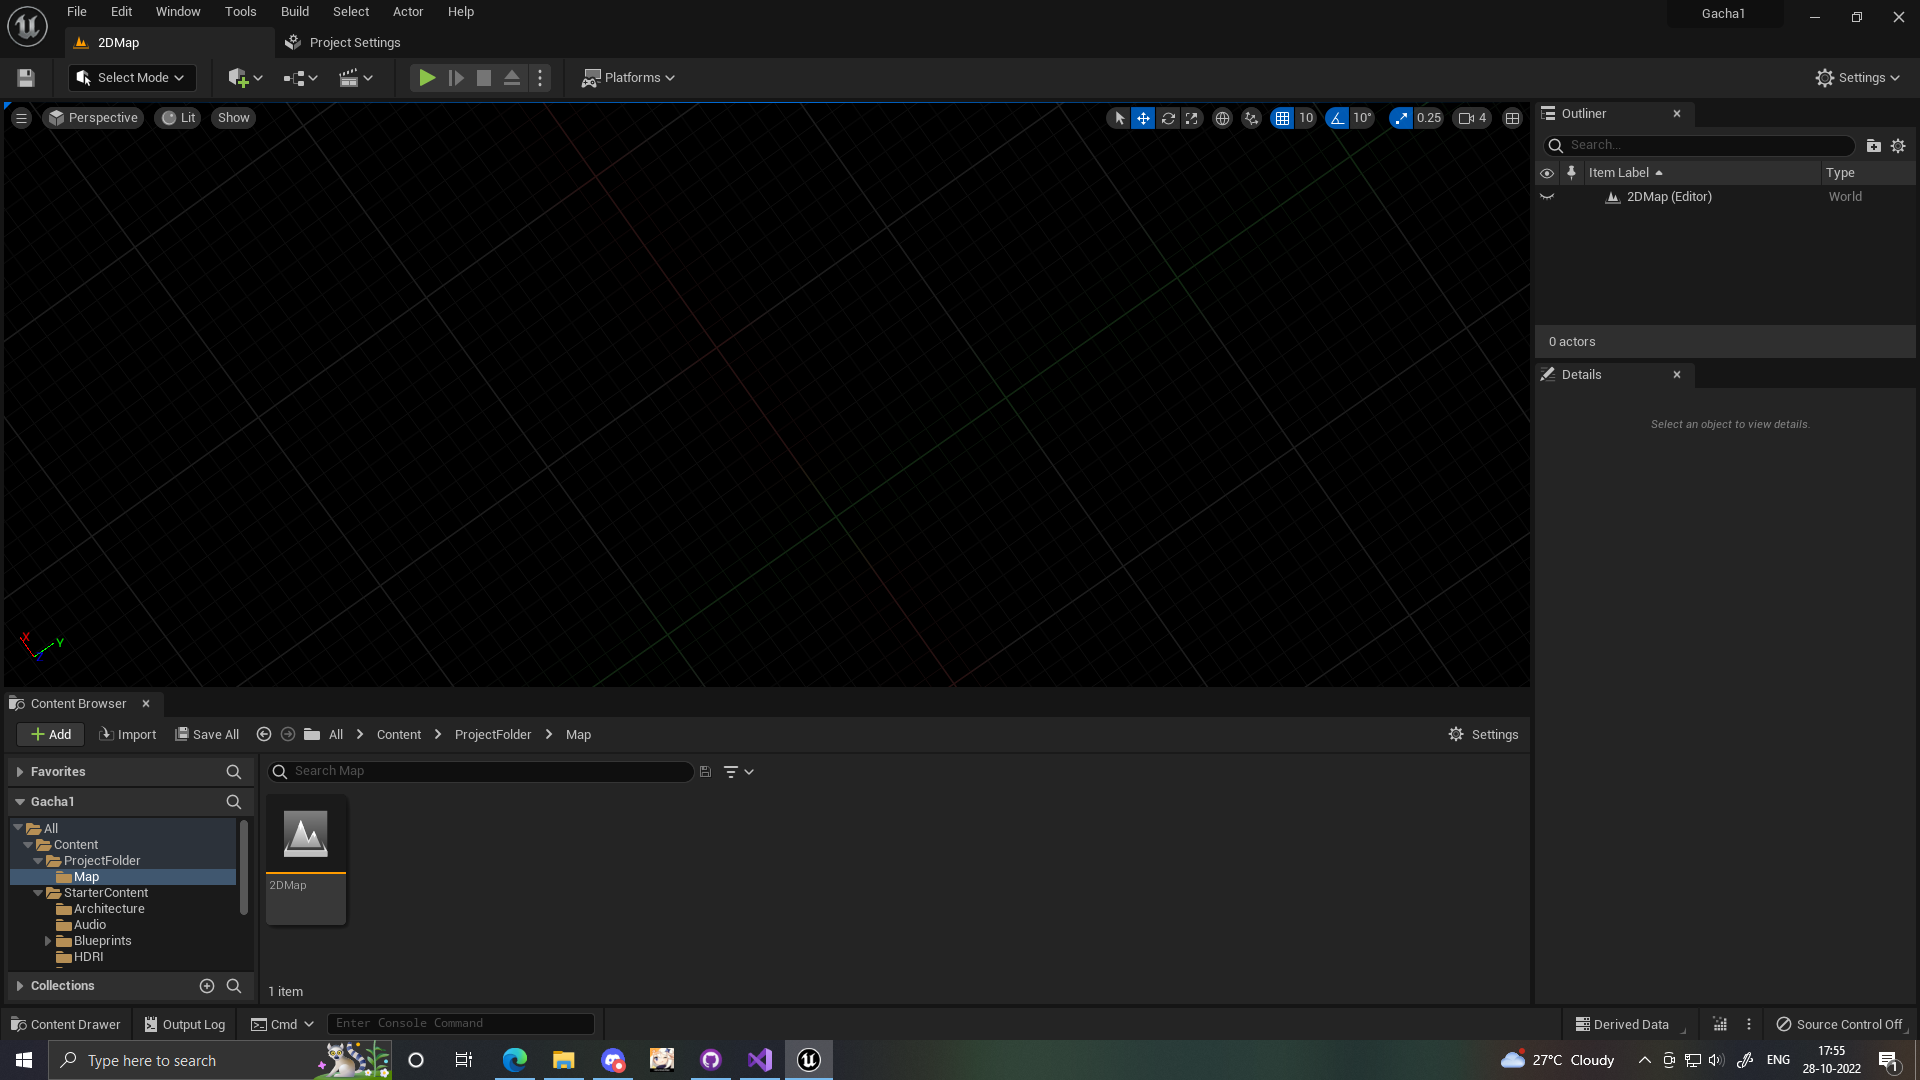 File Edit Window Tools Build Select Actor Help
Gacha1
2DMap
Project Settings
Select Mode
Platforms
Settings
Perspective
Lit
Show
10
10°
0.25
4
Outliner
Search...
Item Label
Type
2DMap (Editor)
World
0 actors
Details
Select an object to view details.
X
Y
Content Browser
Add
Import
Save All
All
Content
ProjectFolder
Map
Settings
Favorites
Search Map
Gacha1
All
Content
ProjectFolder
Map
StarterContent
Architecture
Audio
Blueprints
HDRI
2DMap
Collections
1 item
Content Drawer
Output Log
Cmd
Enter Console Command
Derived Data
Source Control Off
Type here to search
27°C Cloudy
ENG
17:55
28-10-2022
1